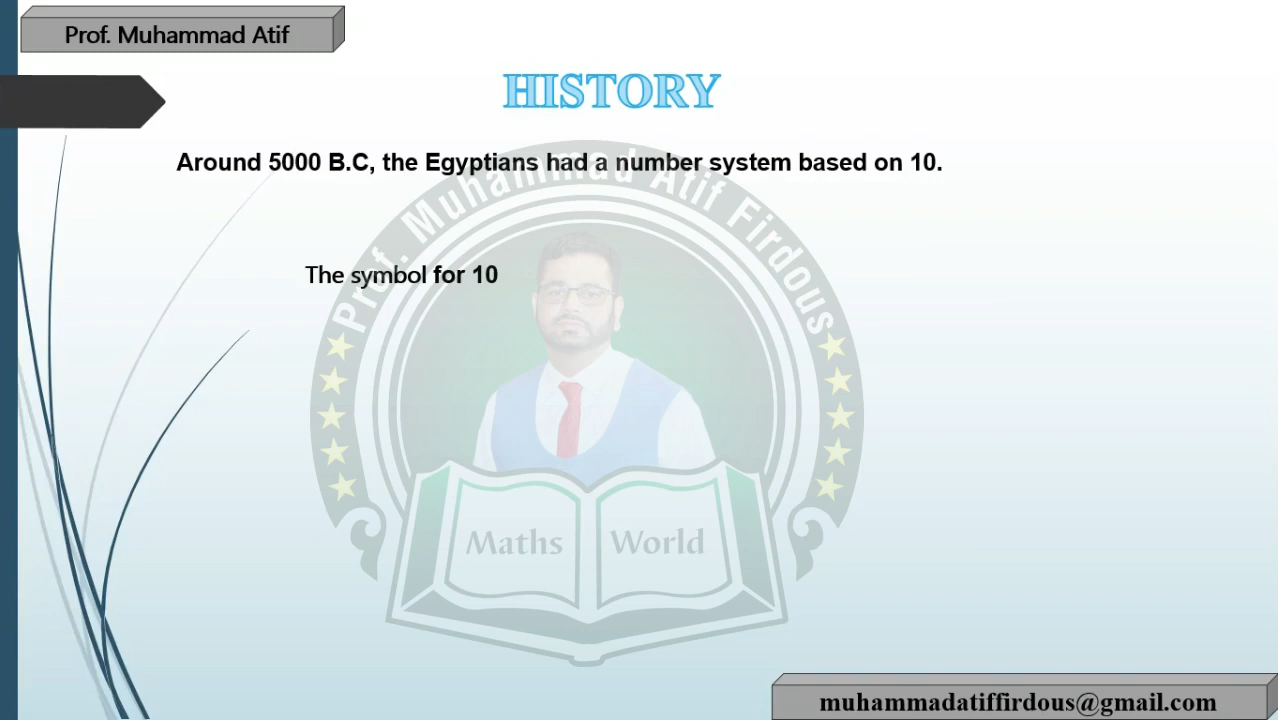 Prof. Muhammad Atif
HISTORY
Around 5000 B.C, the Egyptians had a number system based on 10.
Prof. Muhammad Atif Firdous
The symbol for 10
Maths World
muhammadatiffirdous@gmail.com